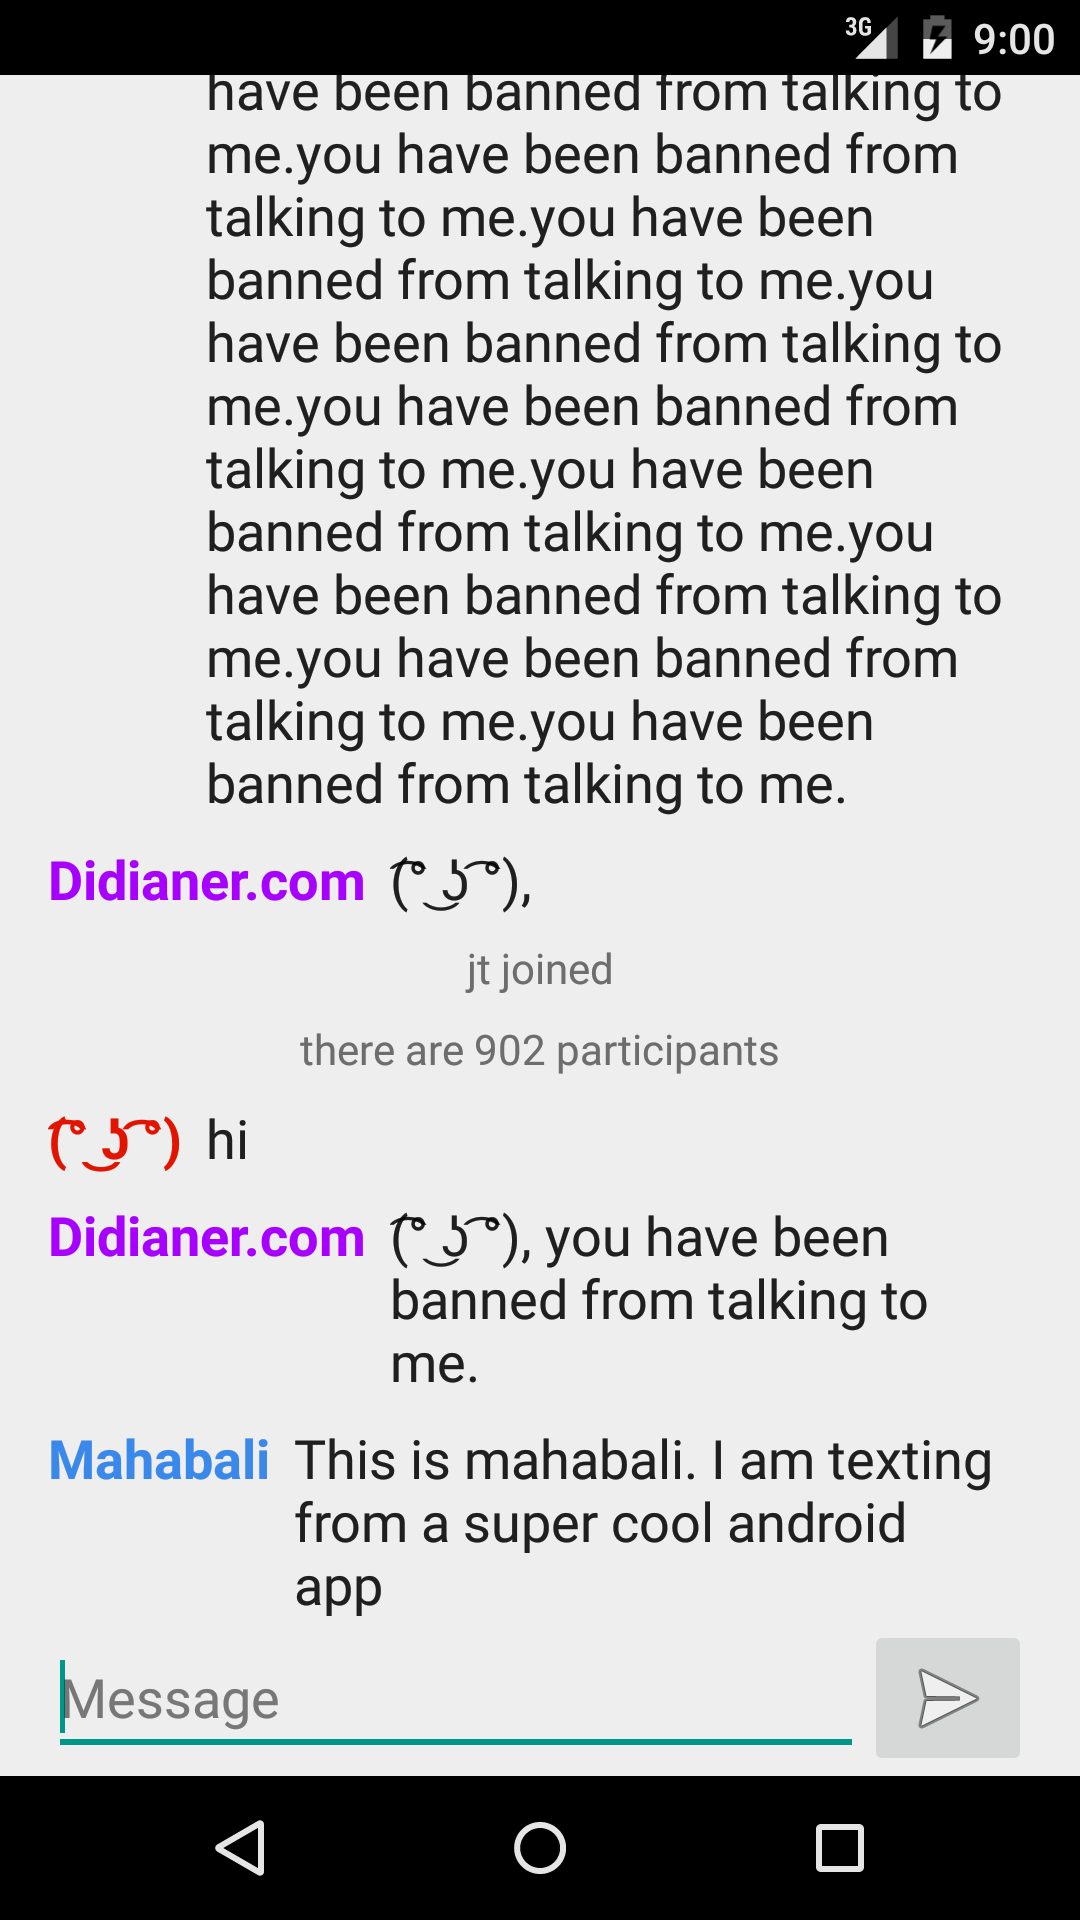 3G 9:00
have been banned from talking to
me.you have been banned from
talking to me.you have been
banned from talking to me.you
have been banned from talking to
me.you have been banned from
talking to me.you have been
banned from talking to me.you
have been banned from talking to
me.you have been banned from
talking to me.you have been
banned from talking to me.
Didianer.com ( ͡° ͜ʖ ͡°),
jt joined
there are 902 participants
( ͡° ͜ʖ ͡°) hi
Didianer.com ( ͡° ͜ʖ ͡°), you have been
banned from talking to
me.
Mahabali This is mahabali. I am texting
from a super cool android
app
Message